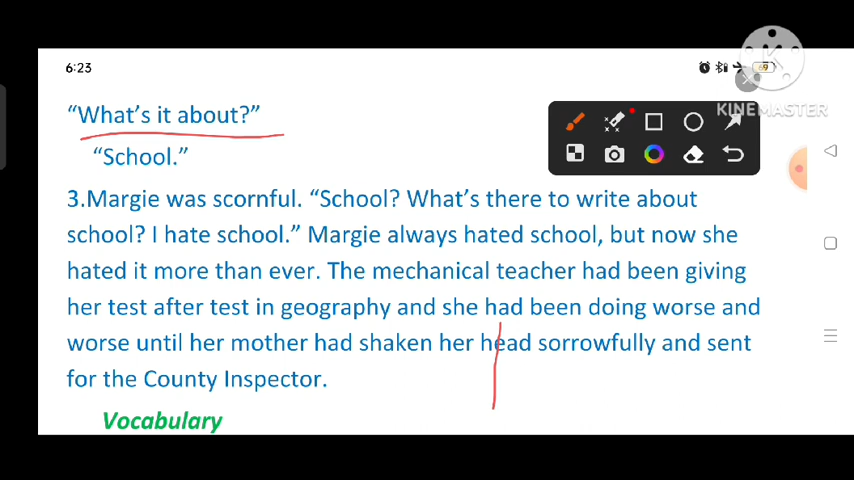 6:23
69
KINEMASTER
"What's it about?"
"School."
3.Margie was scornful. "School? What's there to write about
school? I hate school." Margie always hated school, but now she
hated it more than ever. The mechanical teacher had been giving
her test after test in geography and she had been doing worse and
worse until her mother had shaken her head sorrowfully and sent
for the County Inspector.
Vocabulary